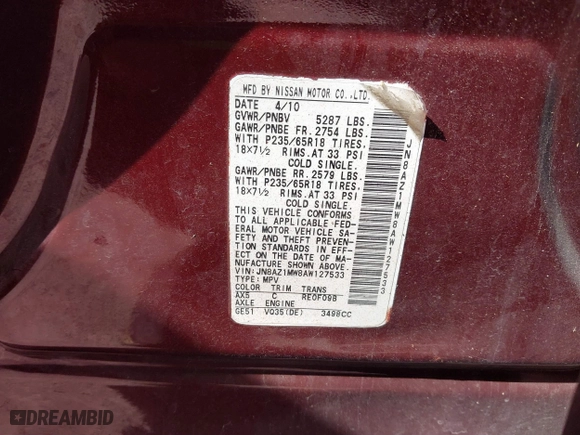 MFD BY NISSAN MOTOR CO.,LTD.
DATE 4/10
GVWR/PNBV 5287 LBS.
GAWR/PNBE FR. 2754 LBS.
WITH P235/65R18 TIRES.
18×7½ RIMS.AT 33 PSI
COLD SINGLE.
GAWR/PNBE RR. 2579 LBS.
WITH P235/65R18 TIRES.
18×7½ RIMS.AT 33 PSI
COLD SINGLE.
THIS VEHICLE CONFORMS
TO ALL APPLICABLE FED-
ERAL MOTOR VEHICLE SA-
FETY AND THEFT PREVEN-
TION STANDARDS IN EFF-
ECT ON THE DATE OF MA-
NUFACTURE SHOWN ABOVE.
VIN:JN8AZ1MW8AW127533
TYPE:MPV
COLOR TRIM TRANS
AX5 C RE0F09B
AXLE ENGINE
GE51 VQ35(DE) 3498CC
JN8AZ1MW8AW127533
DREAMBID